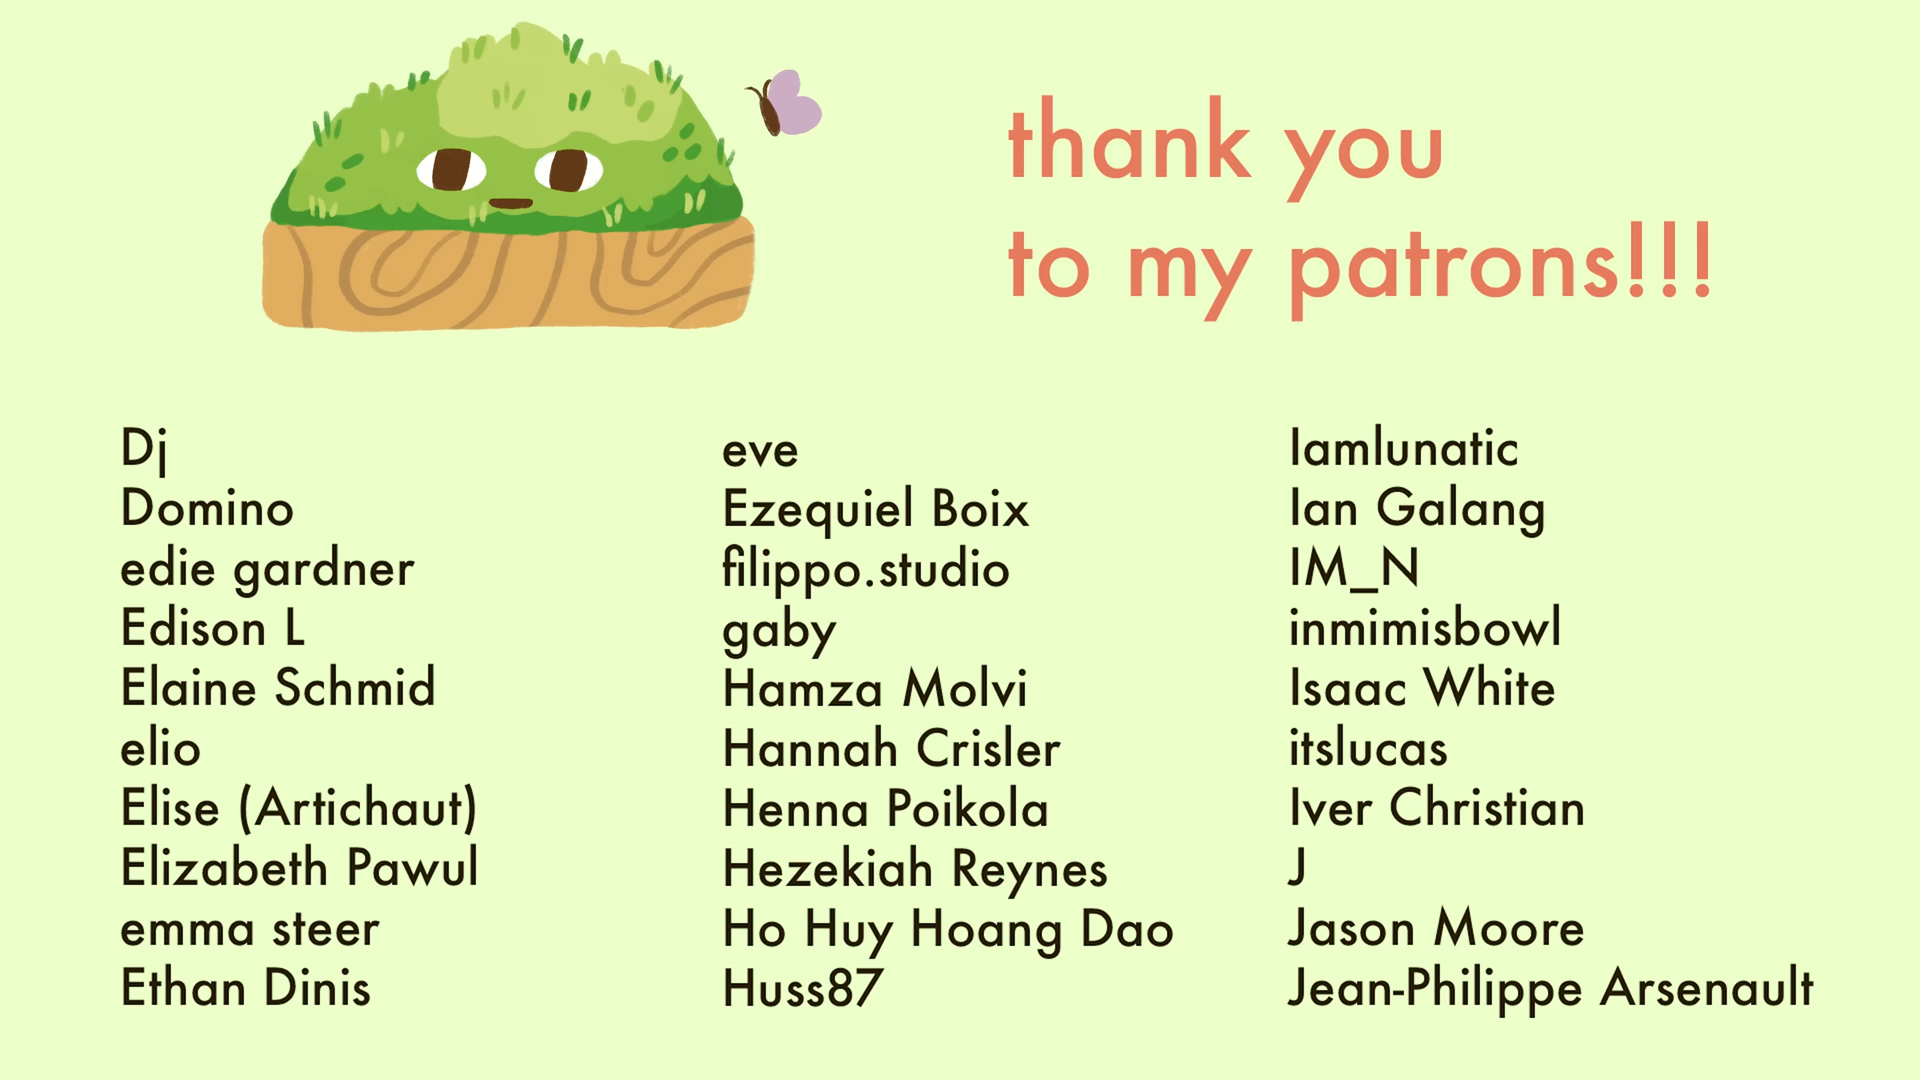 thank you
to my patrons!!!
Dj
Domino
edie gardner
Edison L
Elaine Schmid
elio
Elise (Artichaut)
Elizabeth Pawul
emma steer
Ethan Dinis
eve
Ezequiel Boix
filippo.studio
gaby
Hamza Molvi
Hannah Crisler
Henna Poikola
Hezekiah Reynes
Ho Huy Hoang Dao
Huss87
Iamlunatic
Ian Galang
IM_N
inmimisbowl
Isaac White
itslucas
Iver Christian
J
Jason Moore
Jean-Philippe Arsenault